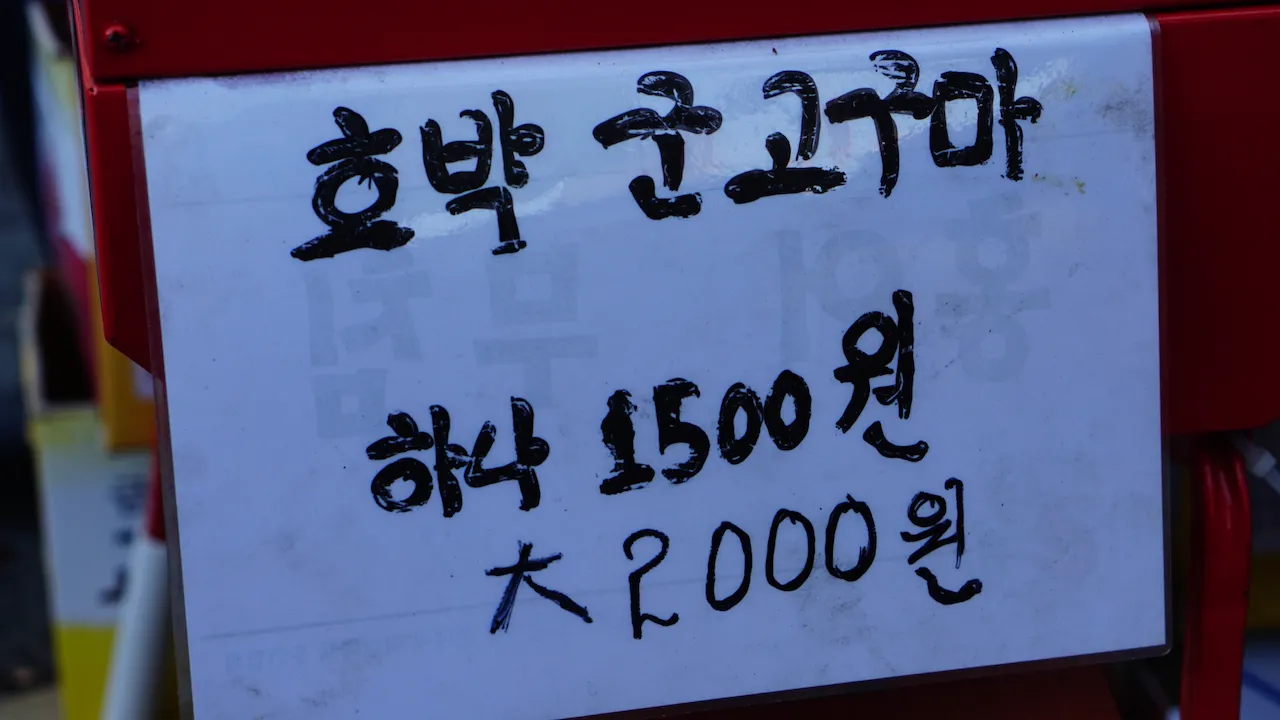 호박 군고구마
하나 1500원
大 2000원